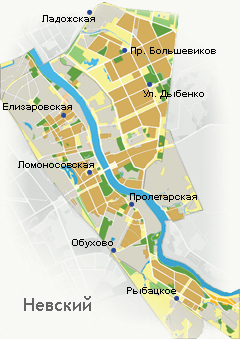 Ладожская
Пр. Большевиков
Ул. Дыбенко
Елизаровская
Ломоносовская
Пролетарская
Обухово
Рыбацкое
Невский